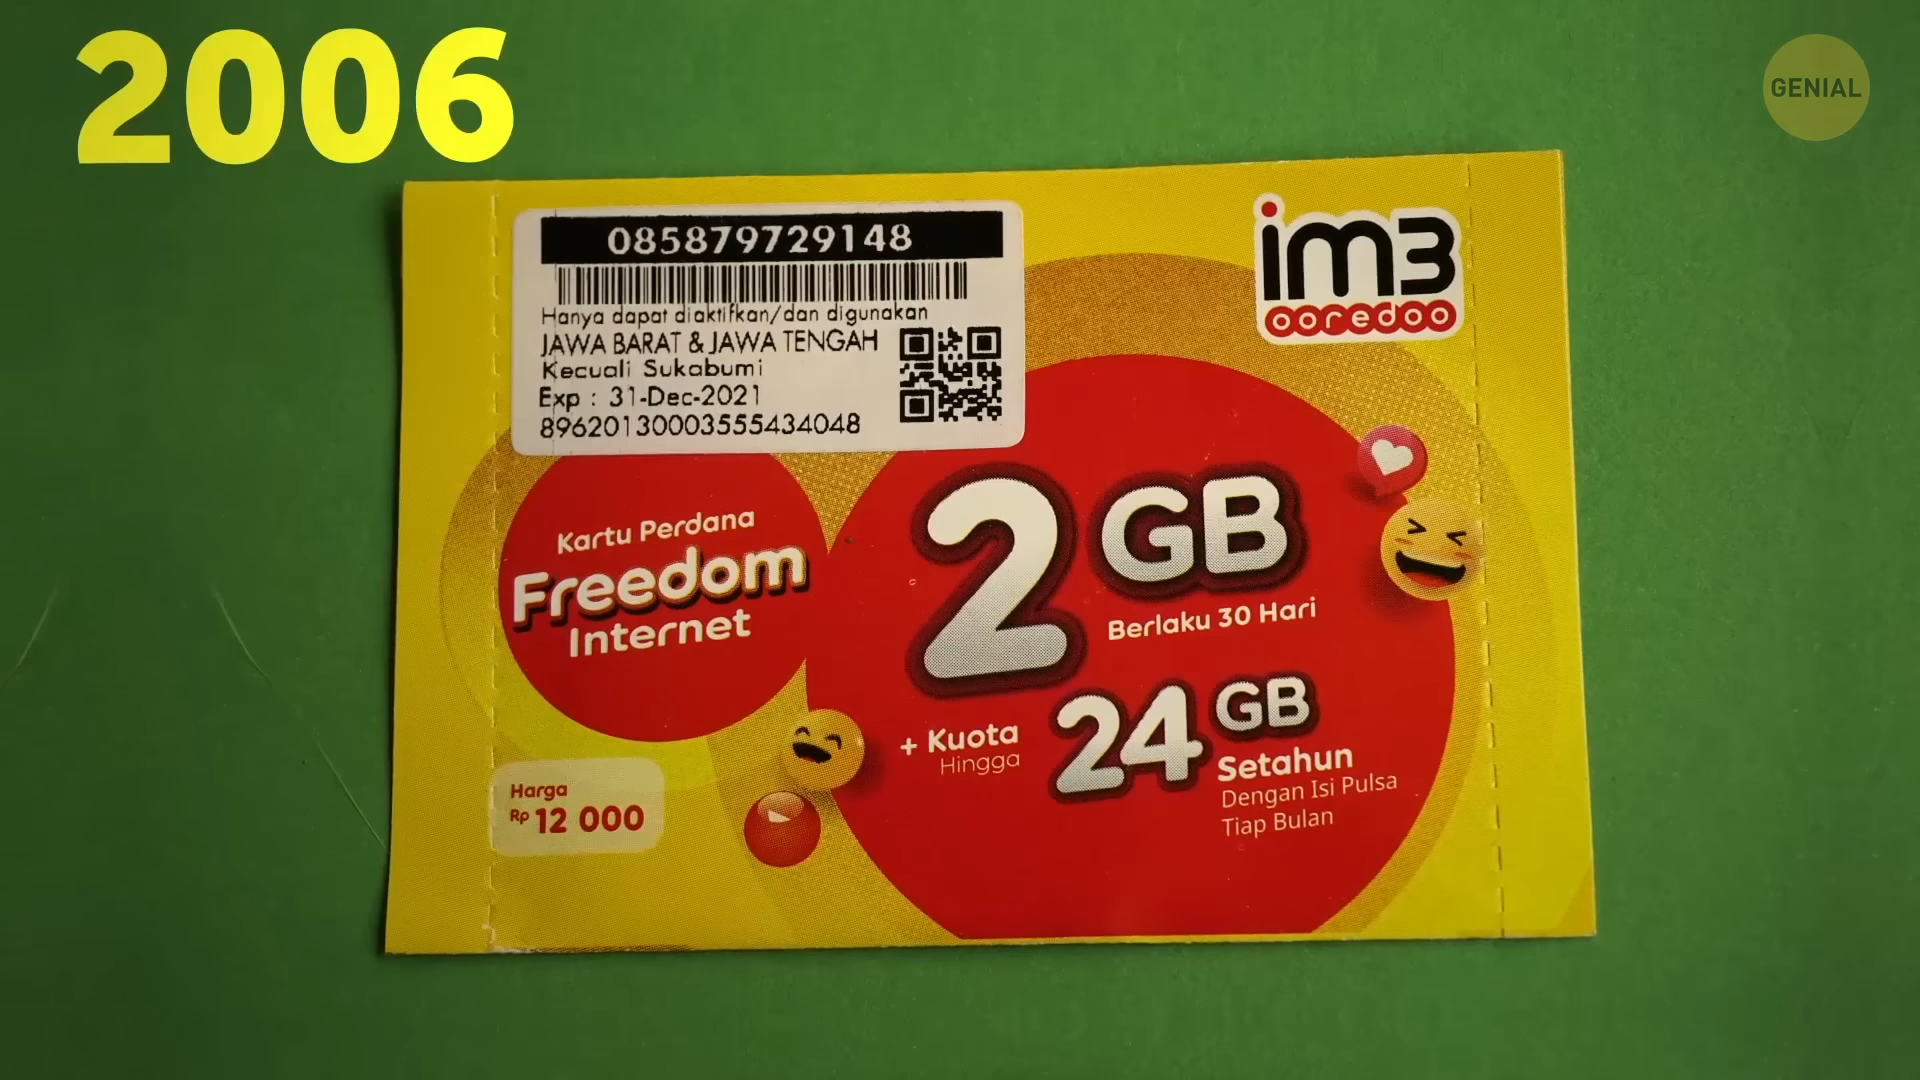 2006
GENIAL
085879729148
Hanya dapat diaktifkan/dan digunakan
JAWA BARAT & JAWA TENGAH
Kecuali Sukabumi
Exp : 31-Dec-2021
89620130003555434048
im3
ooredoo
Kartu Perdana
Freedom
Internet
2 GB
Berlaku 30 Hari
+ Kuota
Hingga
24 GB
Setahun
Dengan Isi Pulsa
Tiap Bulan
Harga
Rp 12 000